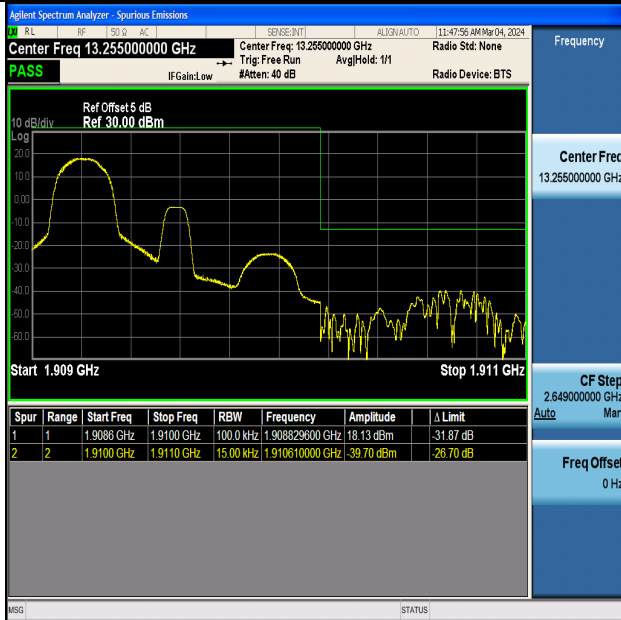 Agilent Spectrum Analyzer - Spurious Emissions
LXI RL RF 50 Ω AC SENSE:INT ALIGN AUTO 11:47:56 AM Mar 04, 2024
Center Freq 13.255000000 GHz
Center Freq: 13.255000000 GHz
Radio Std: None
Trig: Free Run Avg|Hold: 1/1
PASS
IFGain:Low
#Atten: 40 dB
Radio Device: BTS
Ref Offset 5 dB
10 dB/div Ref 30.00 dBm
Log
20.0
10.0
0.00
-10.0
-20.0
-30.0
-40.0
-50.0
-60.0
Start 1.909 GHz Stop 1.911 GHz
Spur Range Start Freq Stop Freq RBW Frequency Amplitude Δ Limit
1 1 1.9086 GHz 1.9100 GHz 100.0 kHz 1.908829600 GHz 18.13 dBm -31.87 dB
2 2 1.9100 GHz 1.9110 GHz 15.00 kHz 1.910610000 GHz -39.70 dBm -26.70 dB
MSG STATUS
Frequency
Center Freq
13.255000000 GHz
CF Step
2.649000000 GHz
Auto Man
Freq Offset
0 Hz